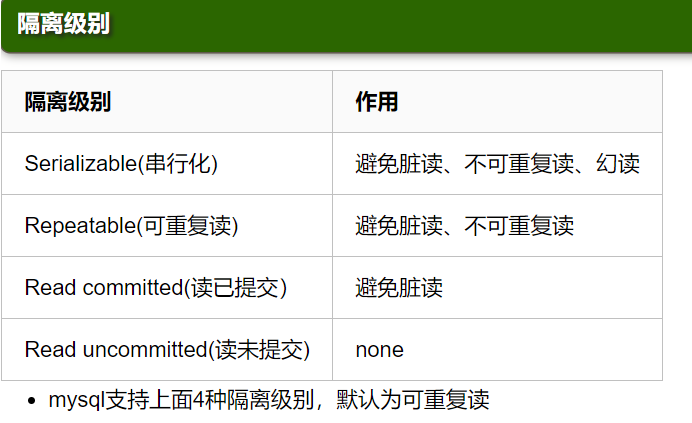 隔离级别
隔离级别 作用
Serializable(串行化) 避免脏读、不可重复读、幻读
Repeatable(可重复读) 避免脏读、不可重复读
Read committed(读已提交） 避免脏读
Read uncommitted(读未提交) none
• mysql支持上面4种隔离级别，默认为可重复读